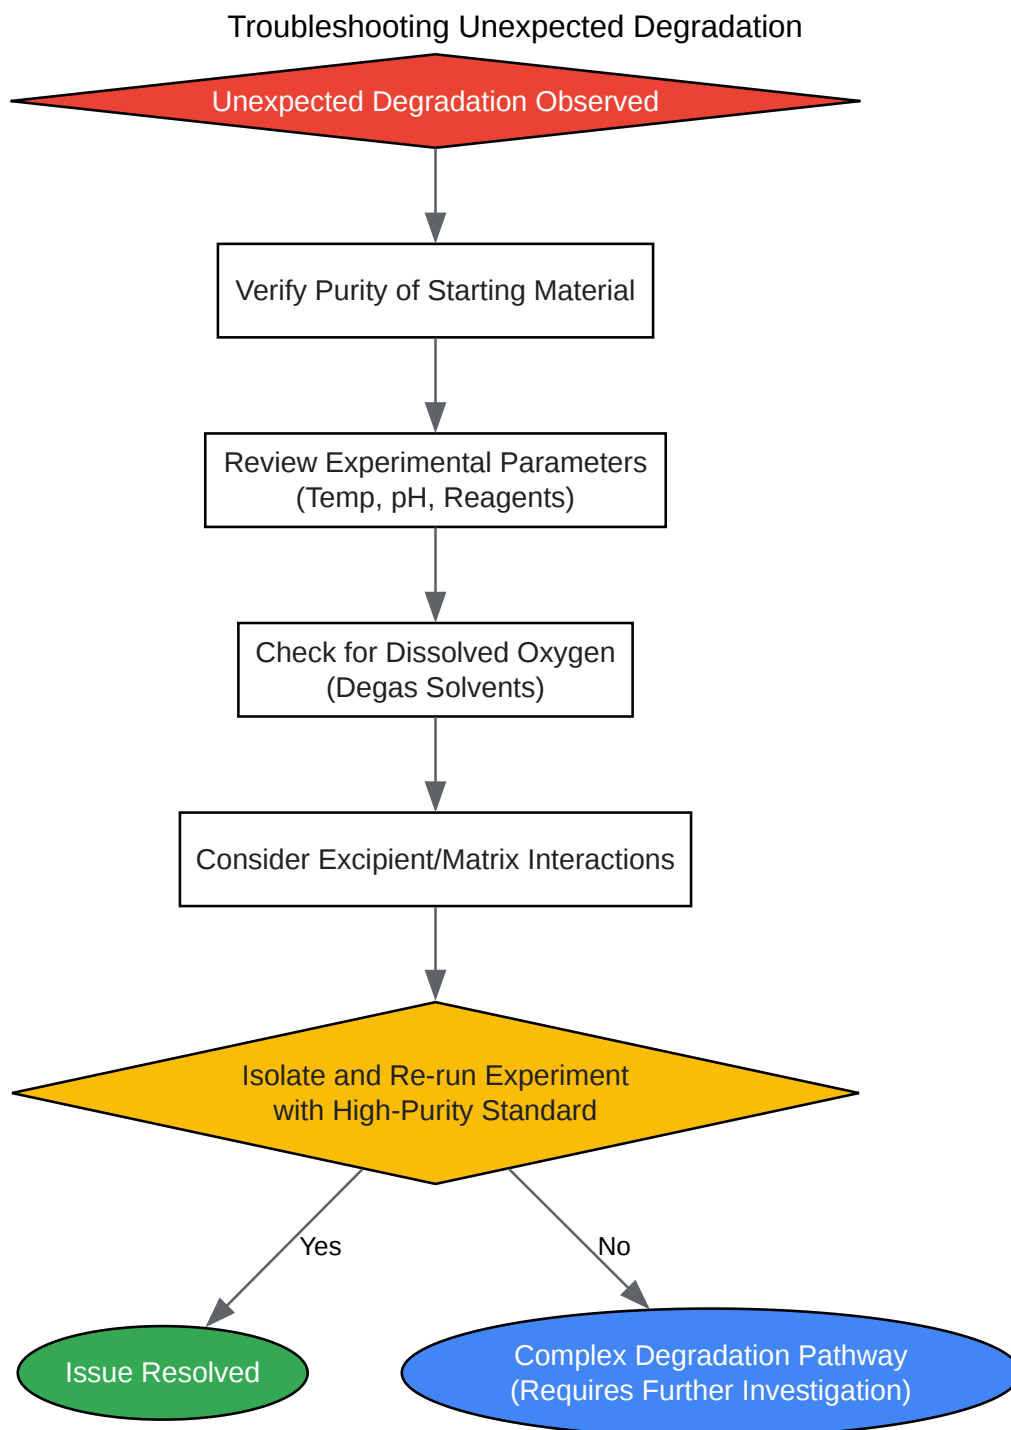 Troubleshooting Unexpected Degradation
Unexpected Degradation Observed
Verify Purity of Starting Material
Review Experimental Parameters
(Temp, pH, Reagents)
Check for Dissolved Oxygen
(Degas Solvents)
Consider Excipient/Matrix Interactions
Isolate and Re-run Experiment
with High-Purity Standard
Yes
No
Issue Resolved
Complex Degradation Pathway
(Requires Further Investigation)